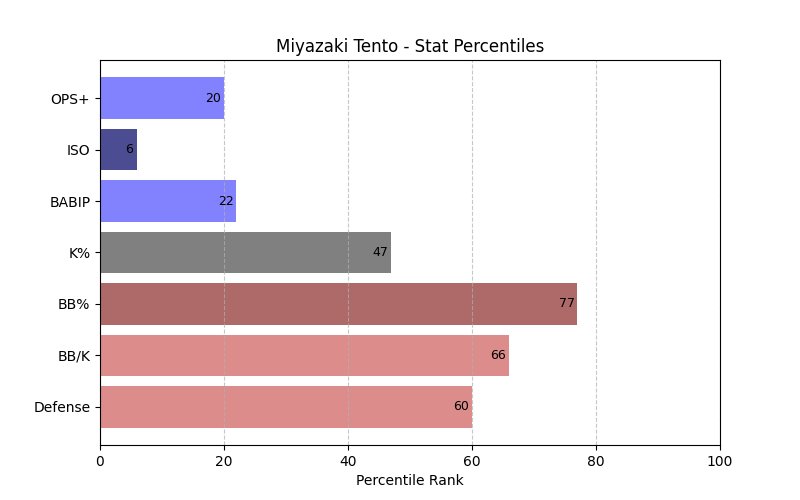 Miyazaki Tento - Stat Percentiles
OPS+ 20
ISO 6
BABIP 22
K% 47
BB% 77
BB/K 66
Defense 60
0 20 40 60 80 100
Percentile Rank